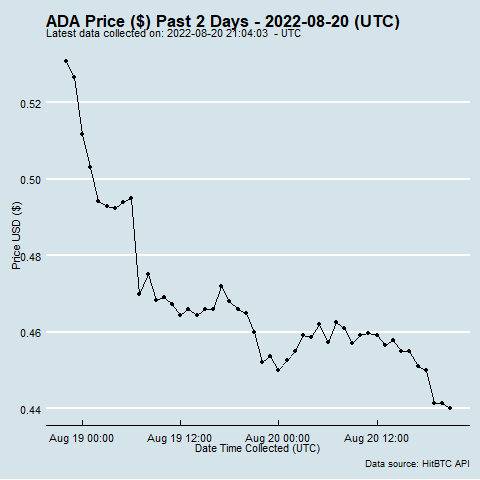 ADA Price ($) Past 2 Days - 2022-08-20 (UTC)
Latest data collected on: 2022-08-20 21:04:03 - UTC
0.52
0.50
0.48
0.46
0.44
Price USD ($)
Aug 19 00:00 Aug 19 12:00 Aug 20 00:00 Aug 20 12:00
Date Time Collected (UTC)
Data source: HitBTC API